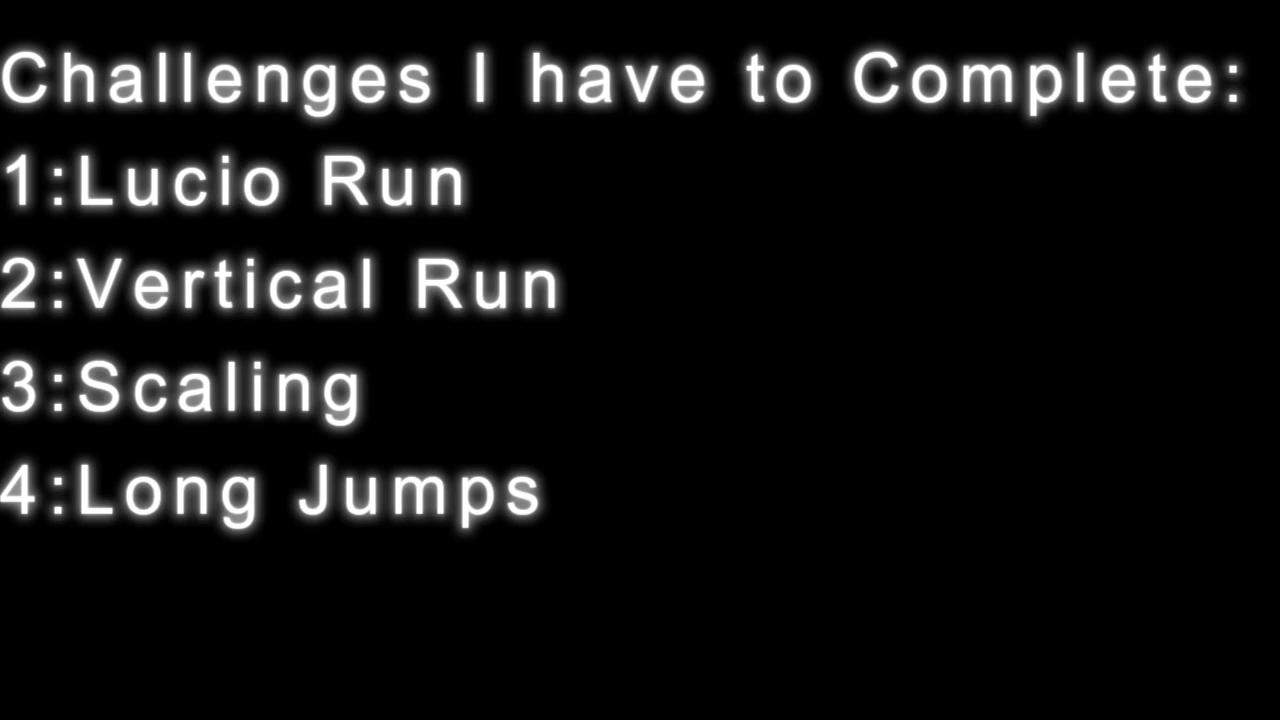 Challenges I have to Complete:
1:Lucio Run
2:Vertical Run
3:Scaling
4:Long Jumps